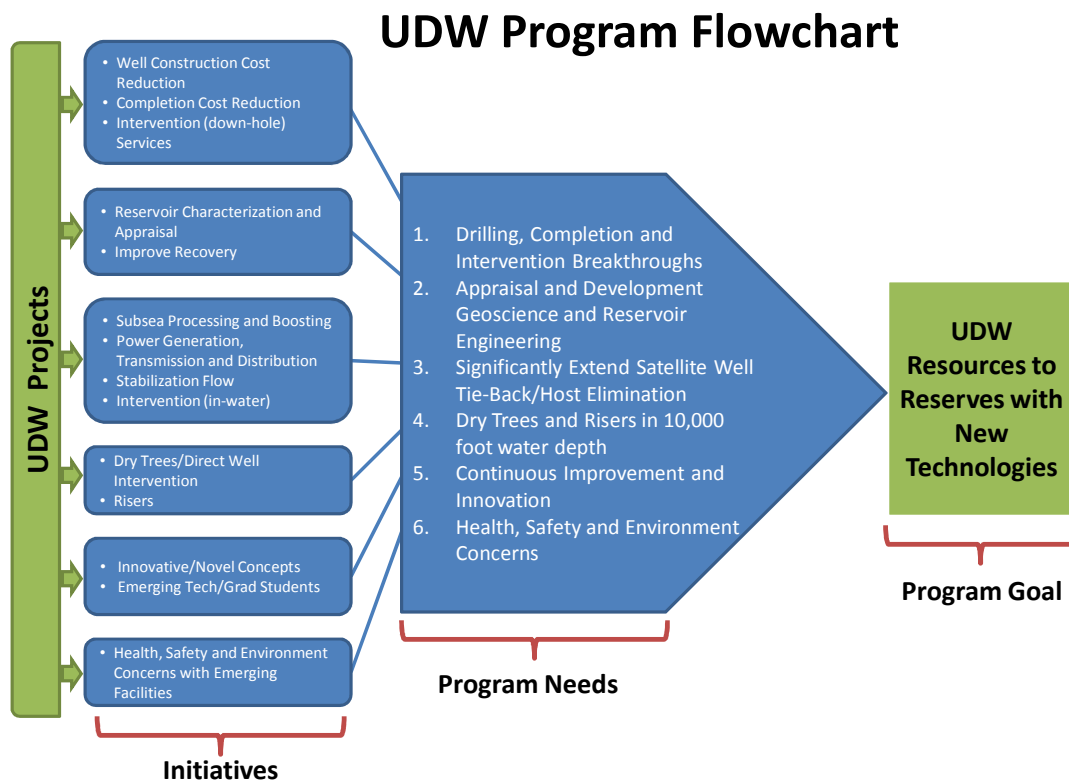 UDW Program Flowchart
UDW Projects
• Well Construction Cost
Reduction
• Completion Cost Reduction
• Intervention (down-hole)
Services
• Reservoir Characterization and
Appraisal
• Improve Recovery
• Subsea Processing and Boosting
• Power Generation,
Transmission and Distribution
• Stabilization Flow
• Intervention (in-water)
• Dry Trees/Direct Well
Intervention
• Risers
• Innovative/Novel Concepts
• Emerging Tech/Grad Students
• Health, Safety and Environment
Concerns with Emerging
Facilities
Initiatives
1. Drilling, Completion and
Intervention Breakthroughs
2. Appraisal and Development
Geoscience and Reservoir
Engineering
3. Significantly Extend Satellite Well
Tie-Back/Host Elimination
4. Dry Trees and Risers in 10,000
foot water depth
5. Continuous Improvement and
Innovation
6. Health, Safety and Environment
Concerns
Program Needs
UDW
Resources to
Reserves with
New
Technologies
Program Goal